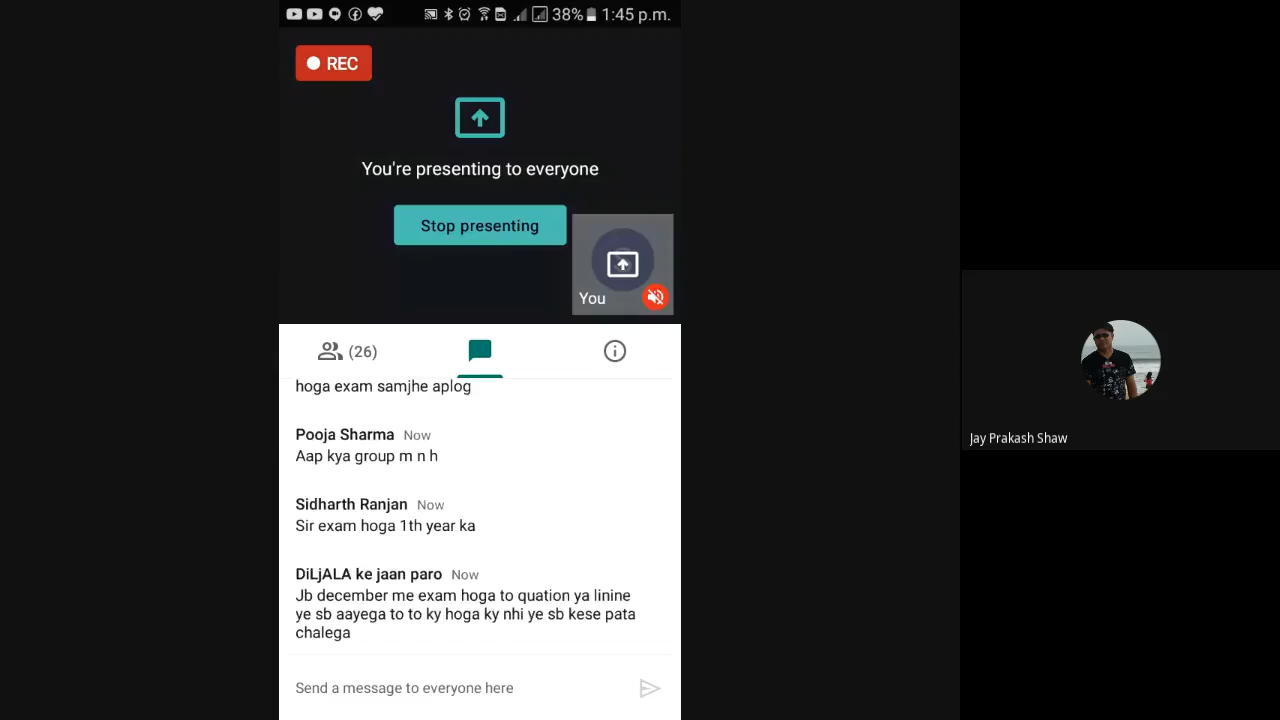 38% 1:45 p.m.
REC
You're presenting to everyone
Stop presenting
You
(26)
hoga exam samjhe aplog
Pooja Sharma Now
Aap kya group m n h
Sidharth Ranjan Now
Sir exam hoga 1th year ka
DiLjALA ke jaan paro Now
Jb december me exam hoga to quation ya linine
ye sb aayega to to ky hoga ky nhi ye sb kese pata
chalega
Send a message to everyone here
Jay Prakash Shaw